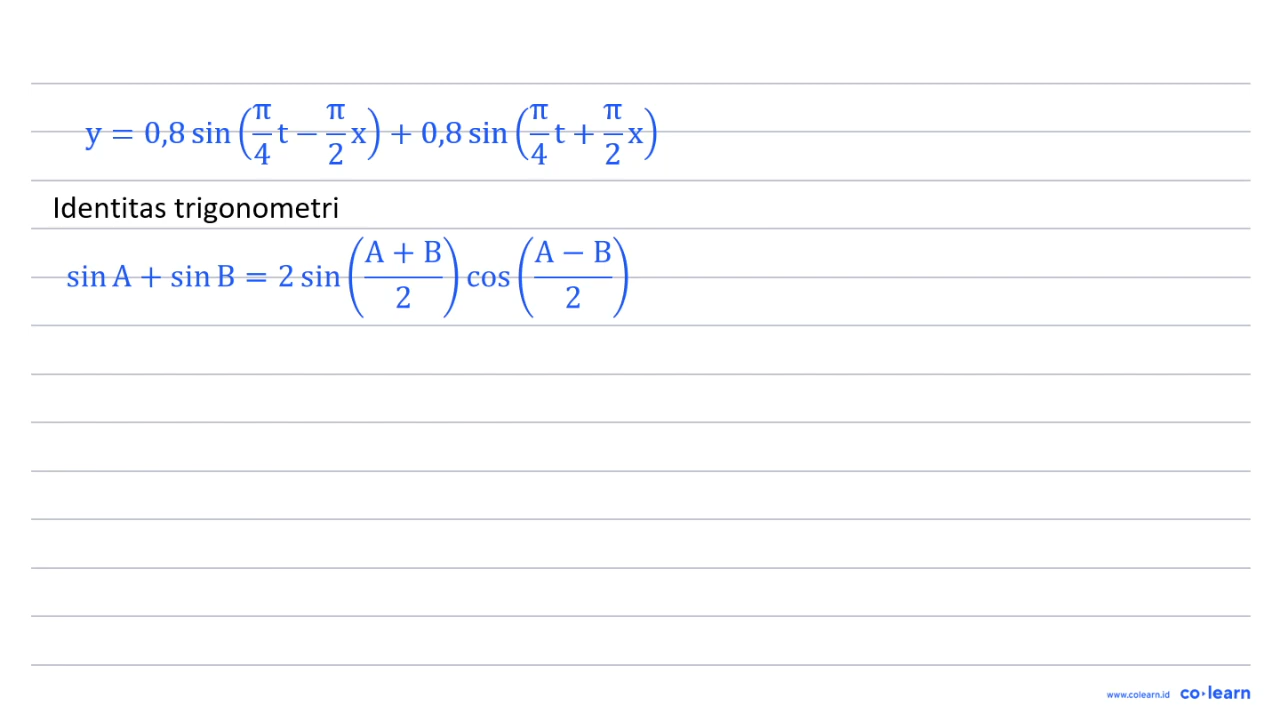 y = 0,8 sin (π/4 t − π/2 x) + 0,8 sin (π/4 t + π/2 x)
Identitas trigonometri
sin A + sin B = 2 sin ((A + B)/2) cos ((A − B)/2)
www.colearn.id co·learn